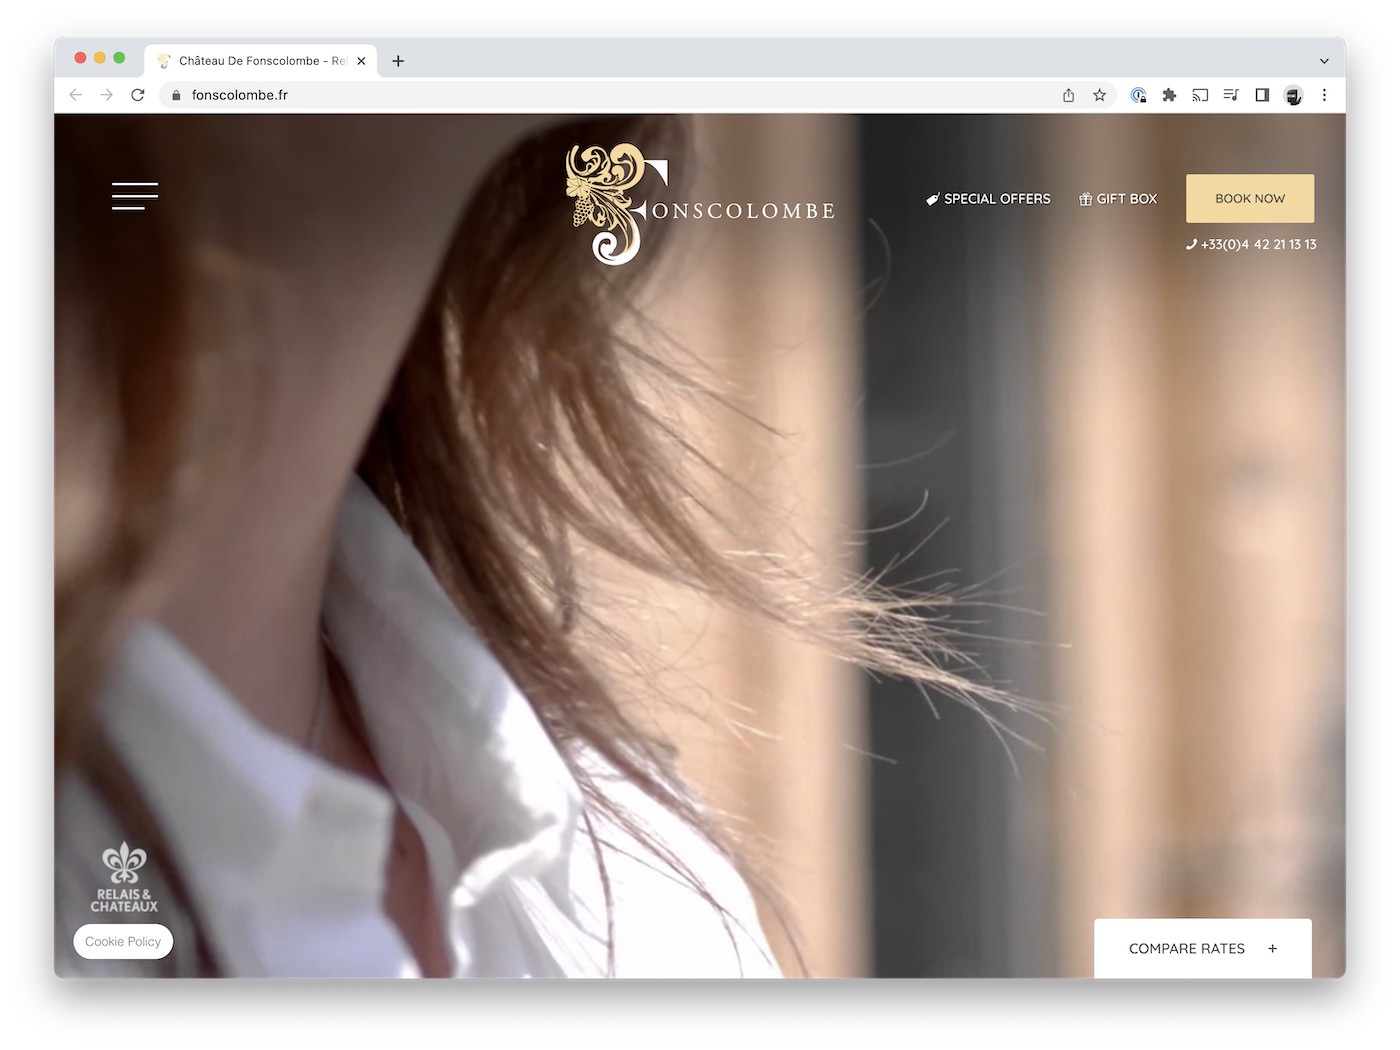 Château De Fonscolombe - Rel
fonscolombe.fr
FONSCOLOMBE
SPECIAL OFFERS
GIFT BOX
BOOK NOW
+33(0)4 42 21 13 13
RELAIS &
CHATEAUX
Cookie Policy
COMPARE RATES +